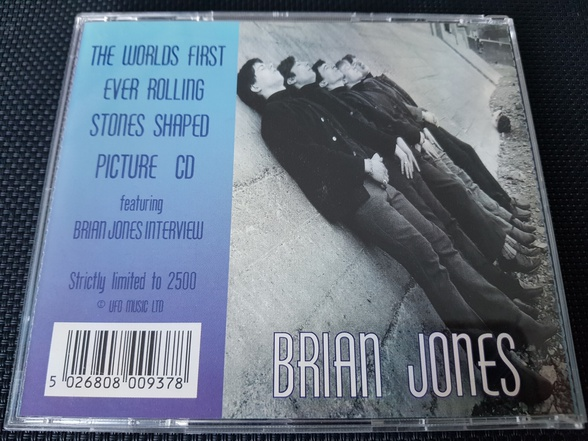 THE WORLDS FIRST
EVER ROLLING
STONES SHAPED
PICTURE CD
featuring
BRIAN JONES INTERVIEW
Strictly limited to 2500
© UFO MUSIC LTD
5 026808 009378
BRIAN JONES